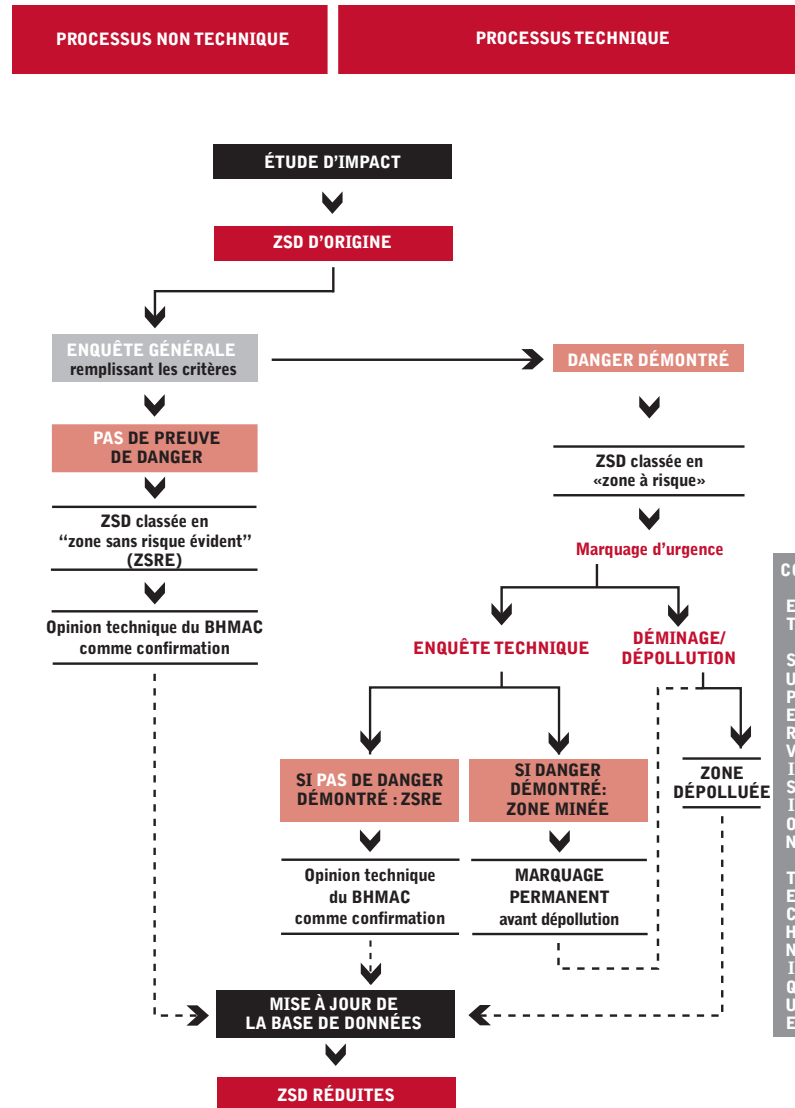 PROCESSUS NON TECHNIQUE
PROCESSUS TECHNIQUE
ÉTUDE D’IMPACT
ZSD D’ORIGINE
ENQUÊTE GÉNÉRALE
remplissant les critères
DANGER DÉMONTRÉ
PAS DE PREUVE
DE DANGER
ZSD classée en
«zone à risque»
ZSD classée en
“zone sans risque évident”
(ZSRE)
Marquage d’urgence
Opinion technique du BHMAC
comme confirmation
ENQUÊTE TECHNIQUE
DÉMINAGE/
DÉPOLLUTION
SI PAS DE DANGER
DÉMONTRÉ : ZSRE
SI DANGER
DÉMONTRÉ:
ZONE MINÉE
ZONE
DÉPOLLUÉE
Opinion technique
du BHMAC
comme confirmation
MARQUAGE
PERMANENT
avant dépollution
MISE À JOUR DE
LA BASE DE DONNÉES
ZSD RÉDUITES
E
T
S
U
P
E
R
V
I
S
I
O
N
T
E
C
H
N
I
Q
U
E